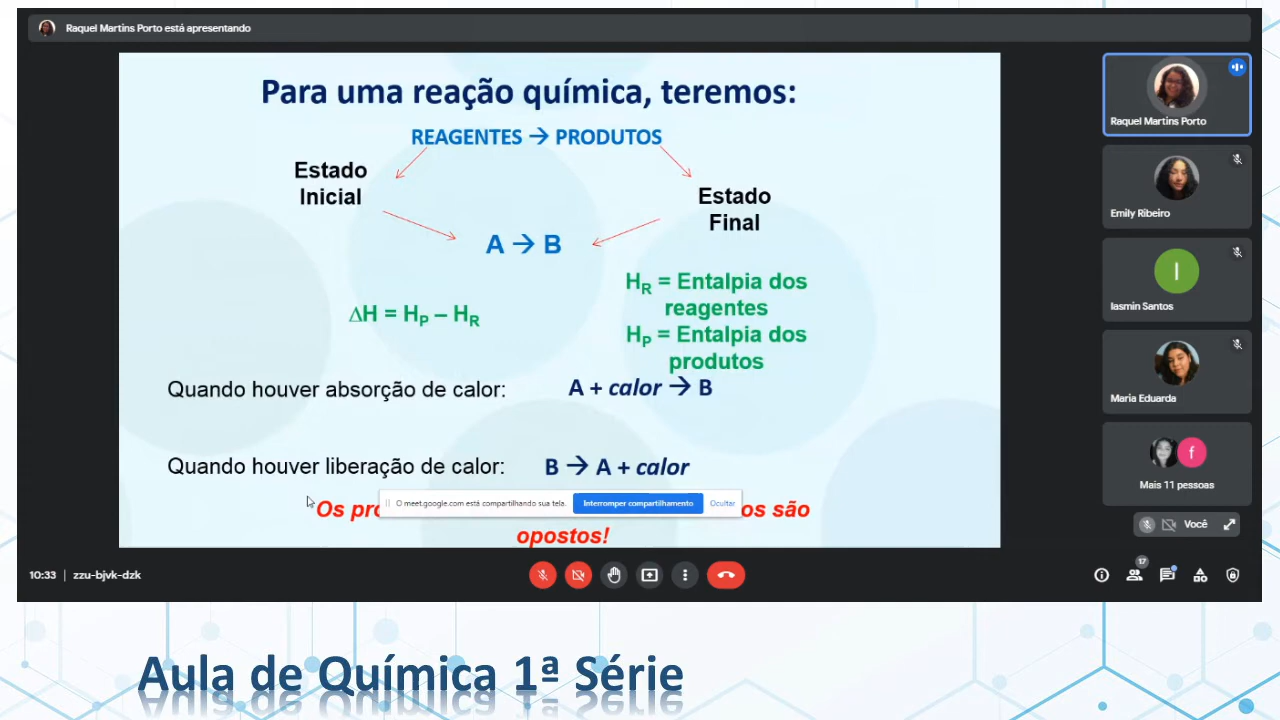 Raquel Martins Porto está apresentando
Para uma reação química, teremos:
REAGENTES → PRODUTOS
Estado
Inicial
Estado
Final
A → B
ΔH = HP – HR
HR = Entalpia dos
reagentes
HP = Entalpia dos
produtos
Quando houver absorção de calor:
A + calor → B
Quando houver liberação de calor:
B → A + calor
Os são
opostos!
O meet.google.com está compartilhando sua tela.
Interromper compartilhamento
Ocultar
Raquel Martins Porto
Emily Ribeiro
I
Iasmin Santos
Maria Eduarda
f
Mais 11 pessoas
Você
10:33 | zzu-bjvk-dzk
17
Aula de Química 1ª Série